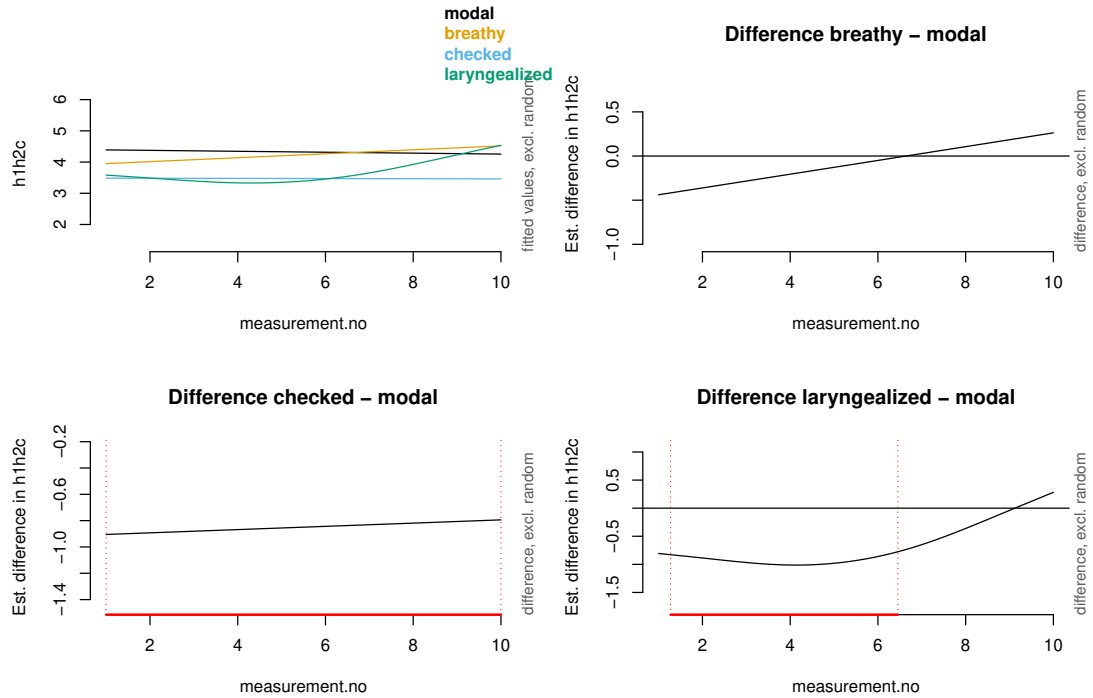 modal
breathy
checked
laryngealized
h1h2c
6
5
4
3
2
2 4 6 8 10
measurement.no
fitted values, excl. random
Difference breathy − modal
Est. difference in h1h2c
0.5
0.0
−1.0
2 4 6 8 10
measurement.no
difference, excl. random
Difference checked − modal
Est. difference in h1h2c
−0.2
−0.6
−1.0
−1.4
2 4 6 8 10
measurement.no
difference, excl. random
Difference laryngealized − modal
Est. difference in h1h2c
0.5
−0.5
−1.5
2 4 6 8 10
measurement.no
difference, excl. random